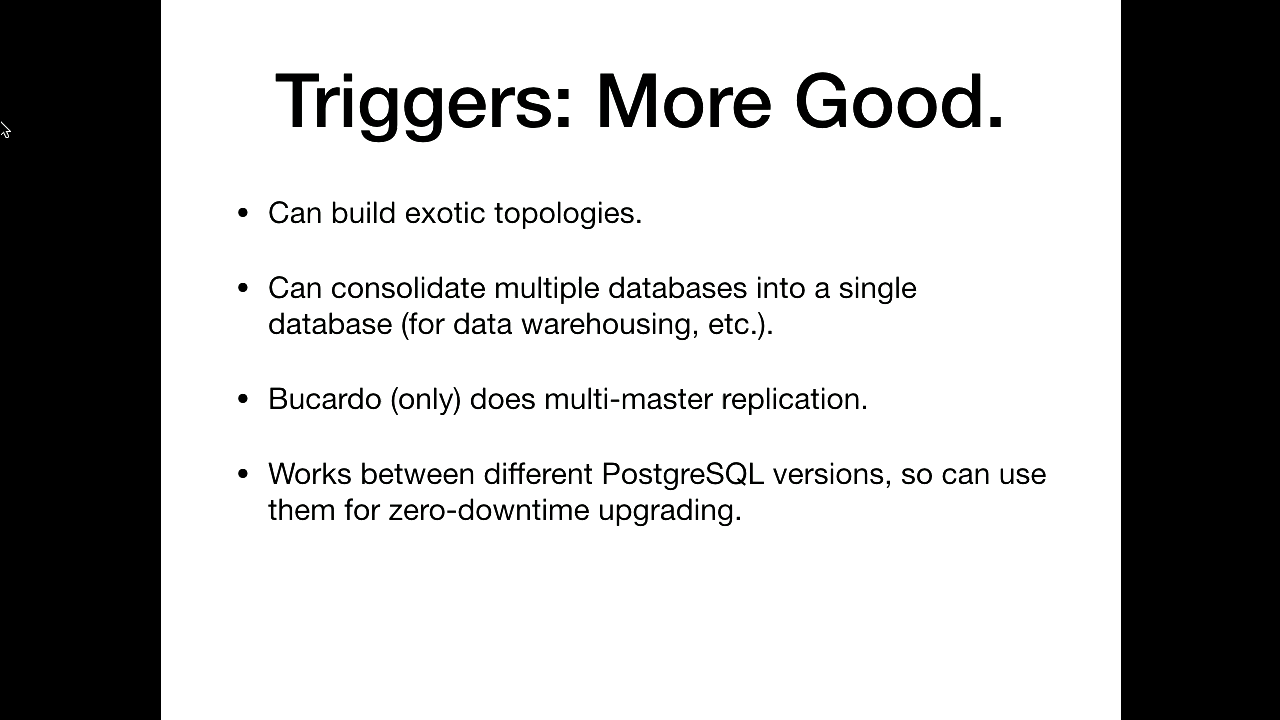 Triggers: More Good.
• Can build exotic topologies.
• Can consolidate multiple databases into a single
database (for data warehousing, etc.).
• Bucardo (only) does multi-master replication.
• Works between different PostgreSQL versions, so can use
them for zero-downtime upgrading.